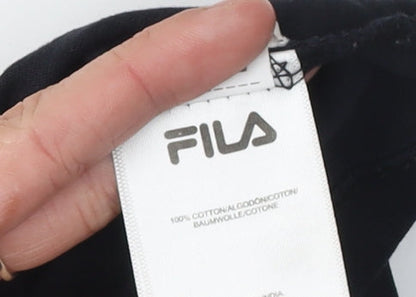 FILA
100% COTTON/ALGODÓN/COTON/
BAUMWOLLE/COTONE